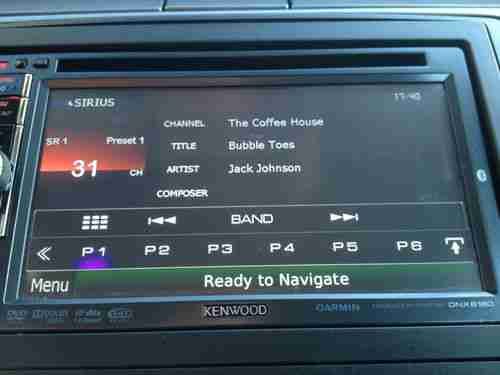 SIRIUS 17:40
CHANNEL The Coffee House
SR 1 Preset 1
TITLE Bubble Toes
31 CH
ARTIST Jack Johnson
COMPOSER
BAND
P1 P2 P3 P4 P5 P6
Menu Ready to Navigate
KENWOOD GARMIN DNX6180